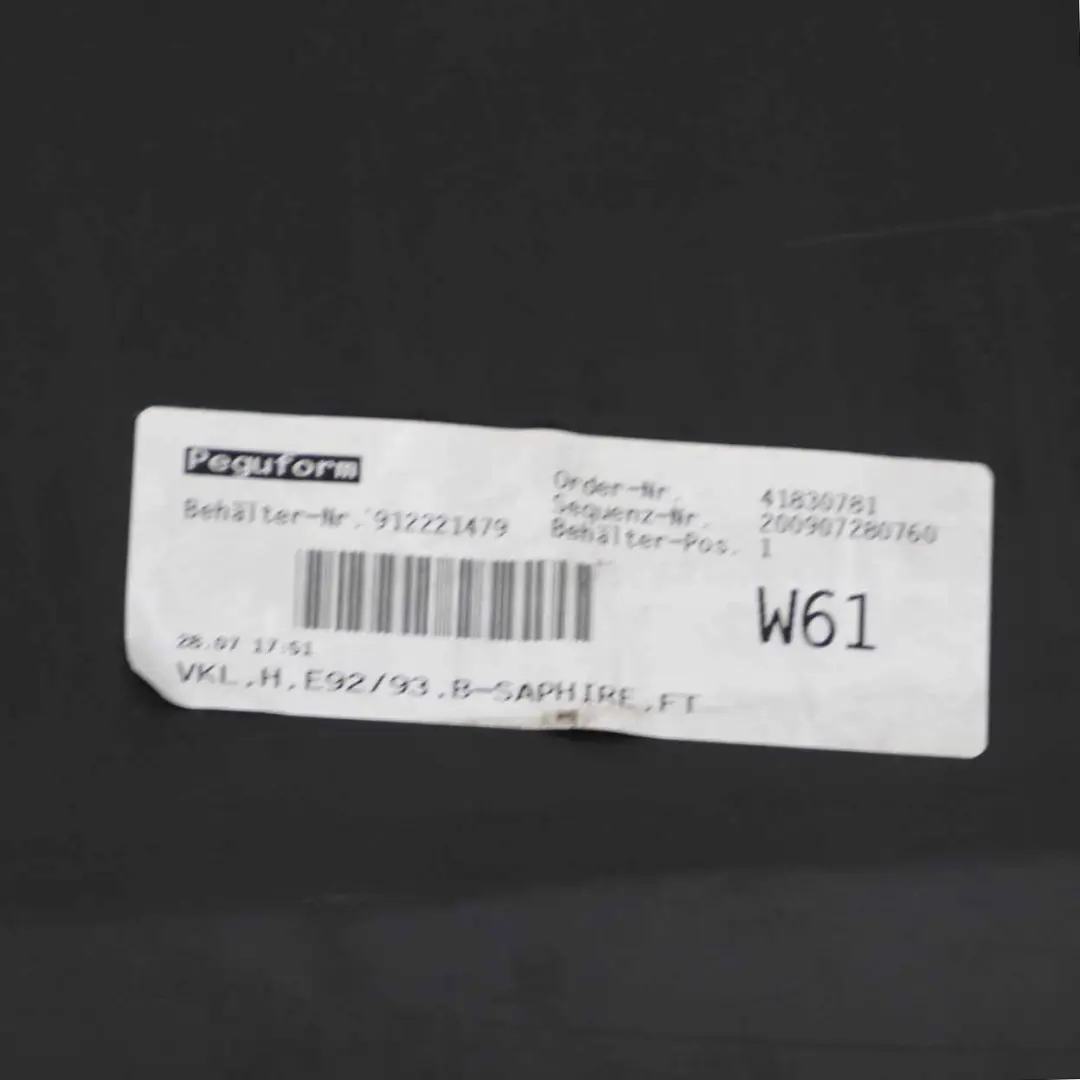 Peguform
Order-Nr. 41830781
Sequenz-Nr. 200907280760
Behälter-Nr. 912221479
Behälter-Pos. 1
W61
28.07 17:51
VKL,H,E92/93,B-SAPHIRE,FT